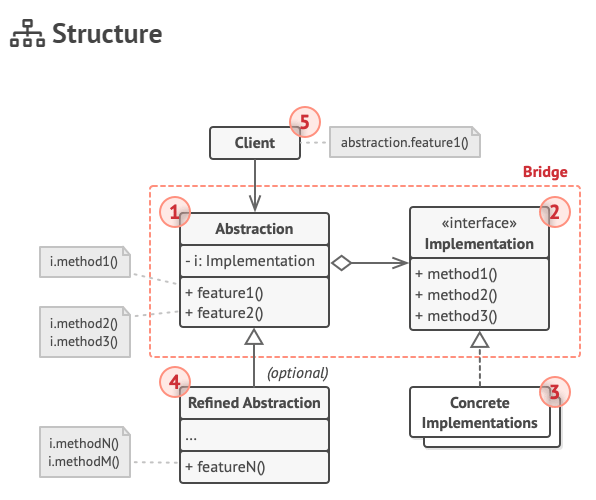 Structure
5
Client
abstraction.feature1()
Bridge
1
Abstraction
- i: Implementation
+ feature1()
+ feature2()
2
«interface»
Implementation
+ method1()
+ method2()
+ method3()
i.method1()
i.method2()
i.method3()
(optional)
4
Refined Abstraction
...
+ featureN()
3
Concrete
Implementations
i.methodN()
i.methodM()